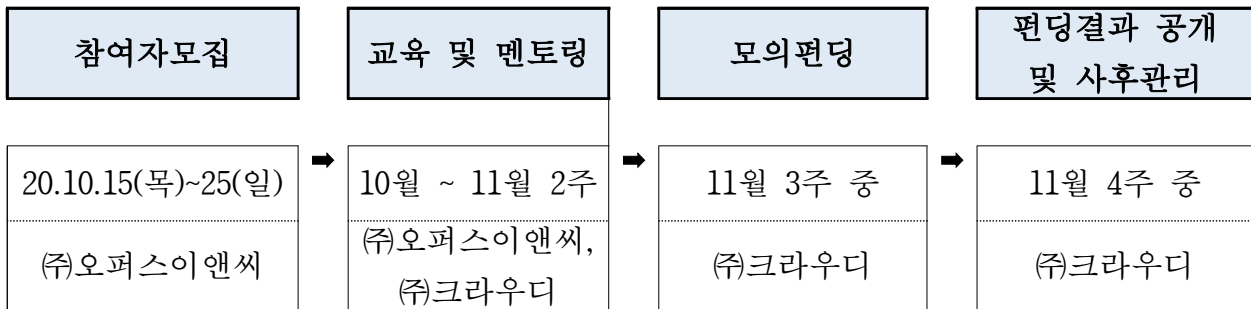 참여자모집
교육 및 멘토링
모의펀딩
펀딩결과 공개
및 사후관리
20.10.15(목)~25(일)
➡
10월 ~ 11월 2주
➡
11월 3주 중
➡
11월 4주 중
㈜오퍼스이앤씨
㈜오퍼스이앤씨,
㈜크라우디
㈜크라우디
㈜크라우디